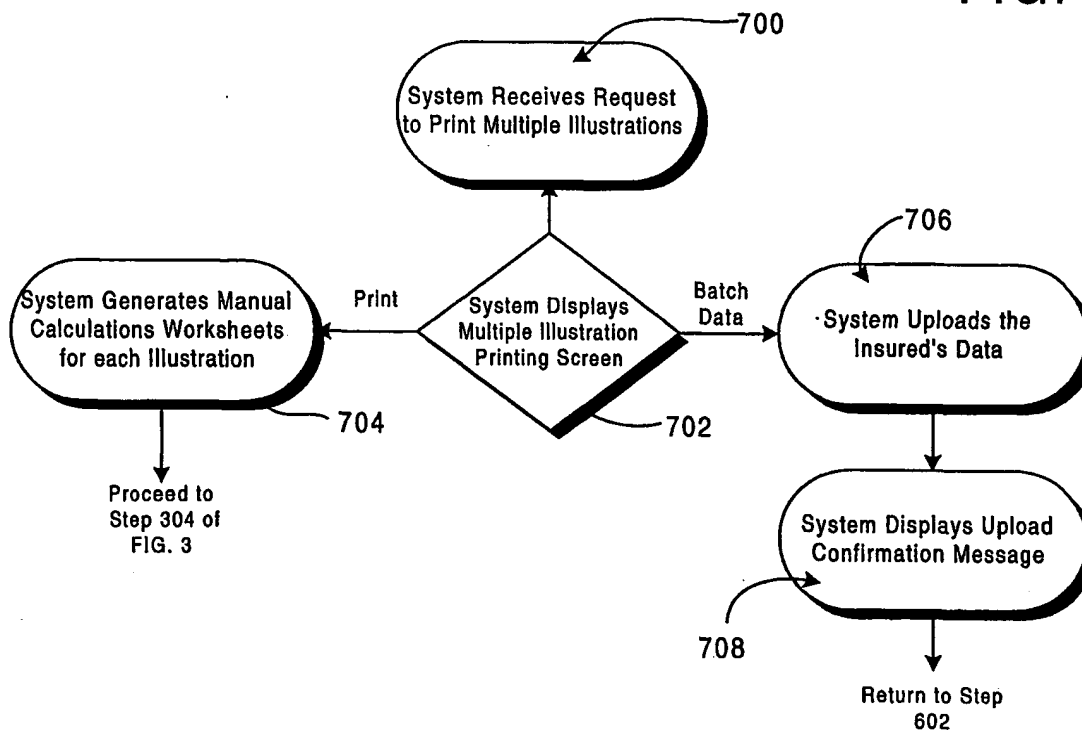 700
System Receives Request
to Print Multiple Illustrations
706
System Generates Manual
Calculations Worksheets
for each Illustration
Print
System Displays
Multiple Illustration
Printing Screen
Batch
Data
System Uploads the
Insured's Data
704
702
Proceed to
Step 304 of
FIG. 3
System Displays Upload
Confirmation Message
708
Return to Step
602